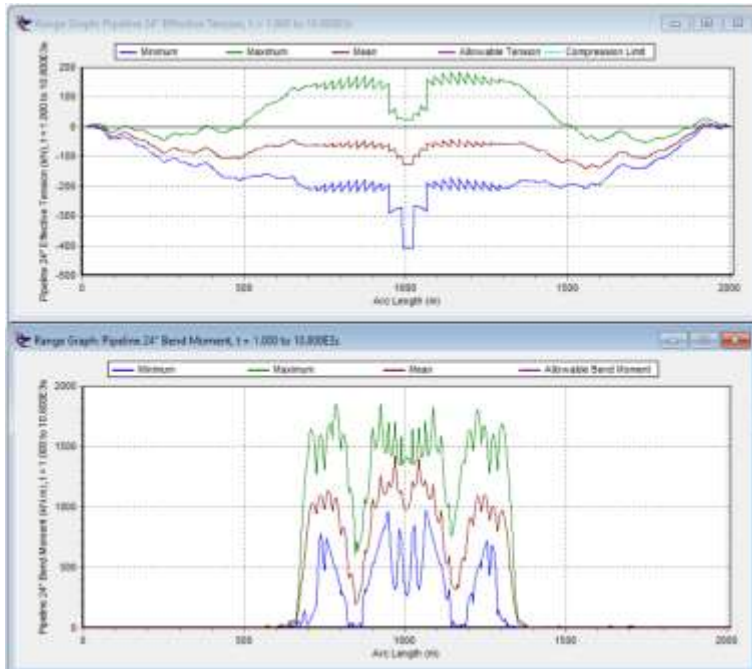 Range Graph: Pipeline 24" Effective Tension, t = 1.000 to 10.800E3s
Minimum Maximum Mean Allowable Tension Compression Limit
Pipeline 24" Effective Tension (kN), t = 1.000 to 10.800E3s
200
100
0
-100
-200
-300
-400
-500
0 500 1000 1500 2000
Arc Length (m)
Range Graph: Pipeline 24" Bend Moment, t = 1.000 to 10.800E3s
Minimum Maximum Mean Allowable Bend Moment
Pipeline 24" Bend Moment (kN.m), t = 1.000 to 10.800E3s
2000
1500
1000
500
0
0 500 1000 1500 2000
Arc Length (m)